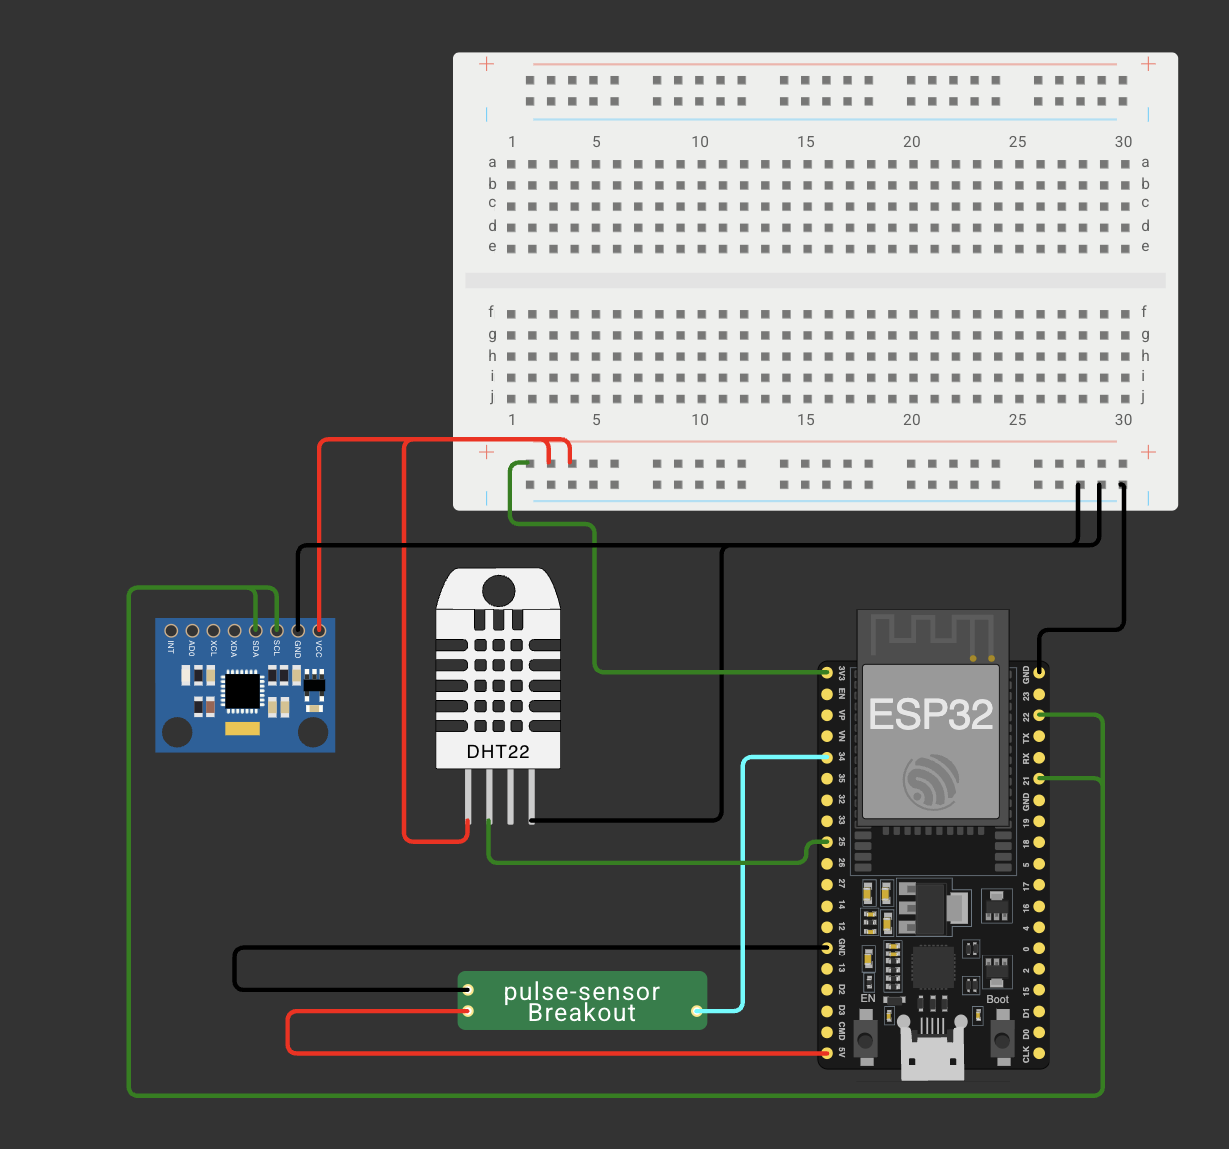 1 5 10 15 20 25 30
a a
b b
c c
d d
e e
f f
g g
h h
i i
j j
1 5 10 15 20 25 30
INT AD0 XCL XDA SDA SCL GND VCC
DHT22
ESP32
3V3 EN VP VN 34 35 32 33 25 26 27 14 12 GND 13 D2 D3 CMD 5V
GND 23 22 TX RX 21 GND 19 18 5 17 16 4 0 2 15 D1 D0 CLK
EN Boot
pulse-sensor
Breakout